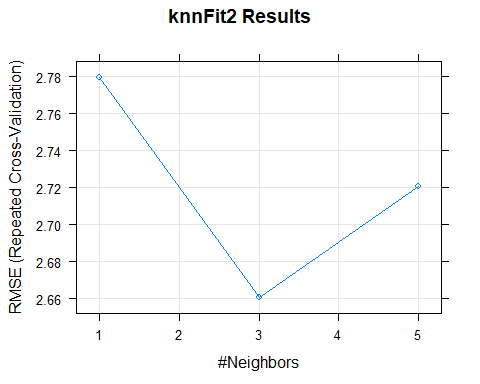 knnFit2 Results
RMSE (Repeated Cross-Validation)
2.78
2.76
2.74
2.72
2.70
2.68
2.66
1 2 3 4 5
#Neighbors